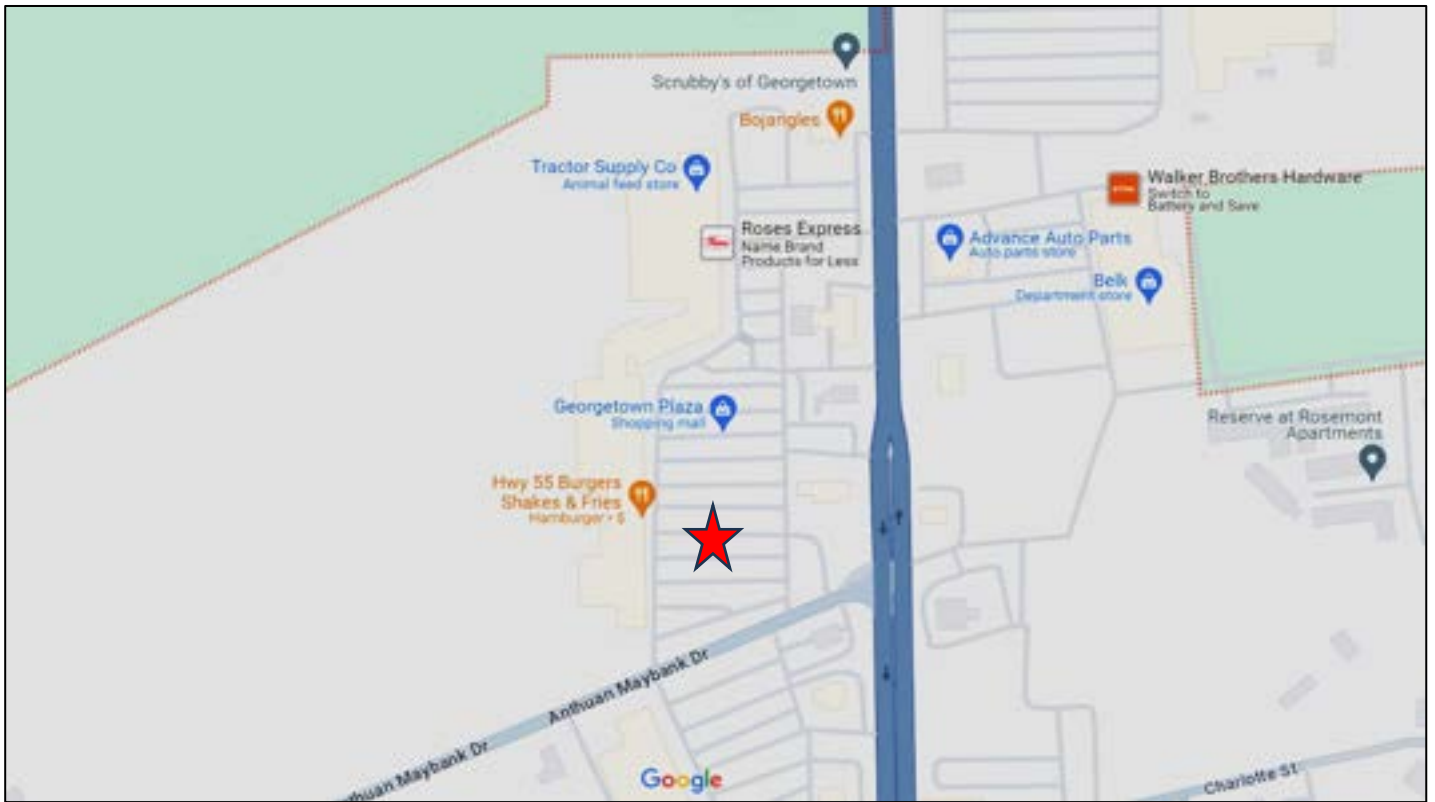 Scrubby's of Georgetown
Bojangles
Tractor Supply Co
Animal feed store
Walker Brothers Hardware
Switch to
Battery and Save
Roses Express
Name Brand
Products for Less
Advance Auto Parts
Auto parts store
Belk
Department store
Georgetown Plaza
Shopping mall
Reserve at Rosemont
Apartments
Hwy 55 Burgers
Shakes & Fries
Hamburger • $
Anthuan Maybank Dr
Anthuan Maybank Dr
Charlotte St
Google